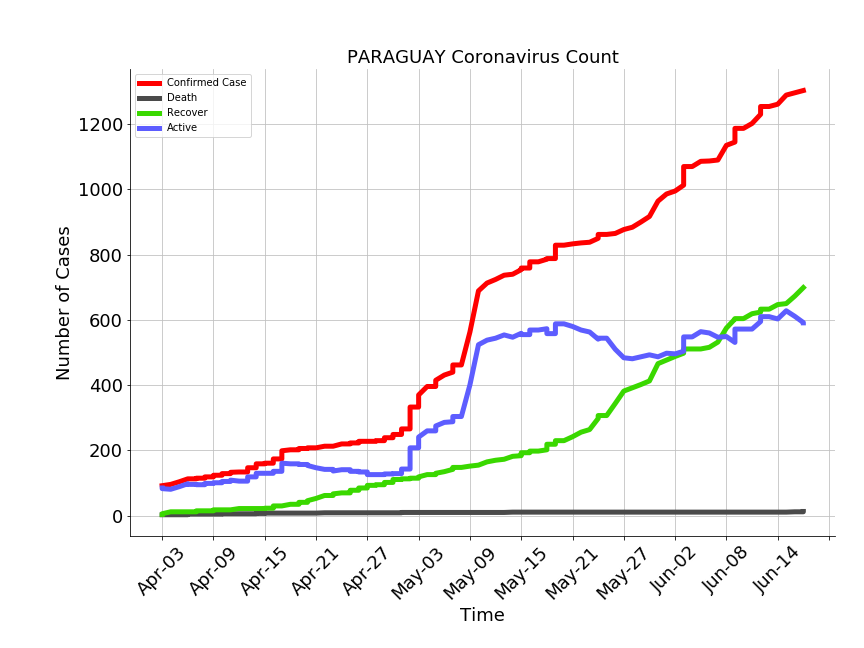 PARAGUAY Coronavirus Count
Confirmed Case
Death
Recover
Active
1200
1000
800
600
400
200
0
Number of Cases
Apr-03 Apr-09 Apr-15 Apr-21 Apr-27 May-03 May-09 May-15 May-21 May-27 Jun-02 Jun-08 Jun-14
Time